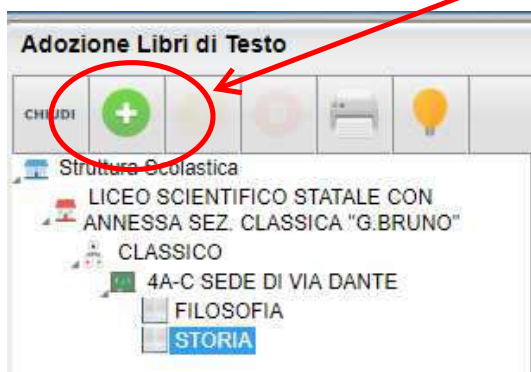 Adozione Libri di Testo
CHIUDI
Struttura Scolastica
LICEO SCIENTIFICO STATALE CON
ANNESSA SEZ. CLASSICA "G.BRUNO"
CLASSICO
4A-C SEDE DI VIA DANTE
FILOSOFIA
STORIA